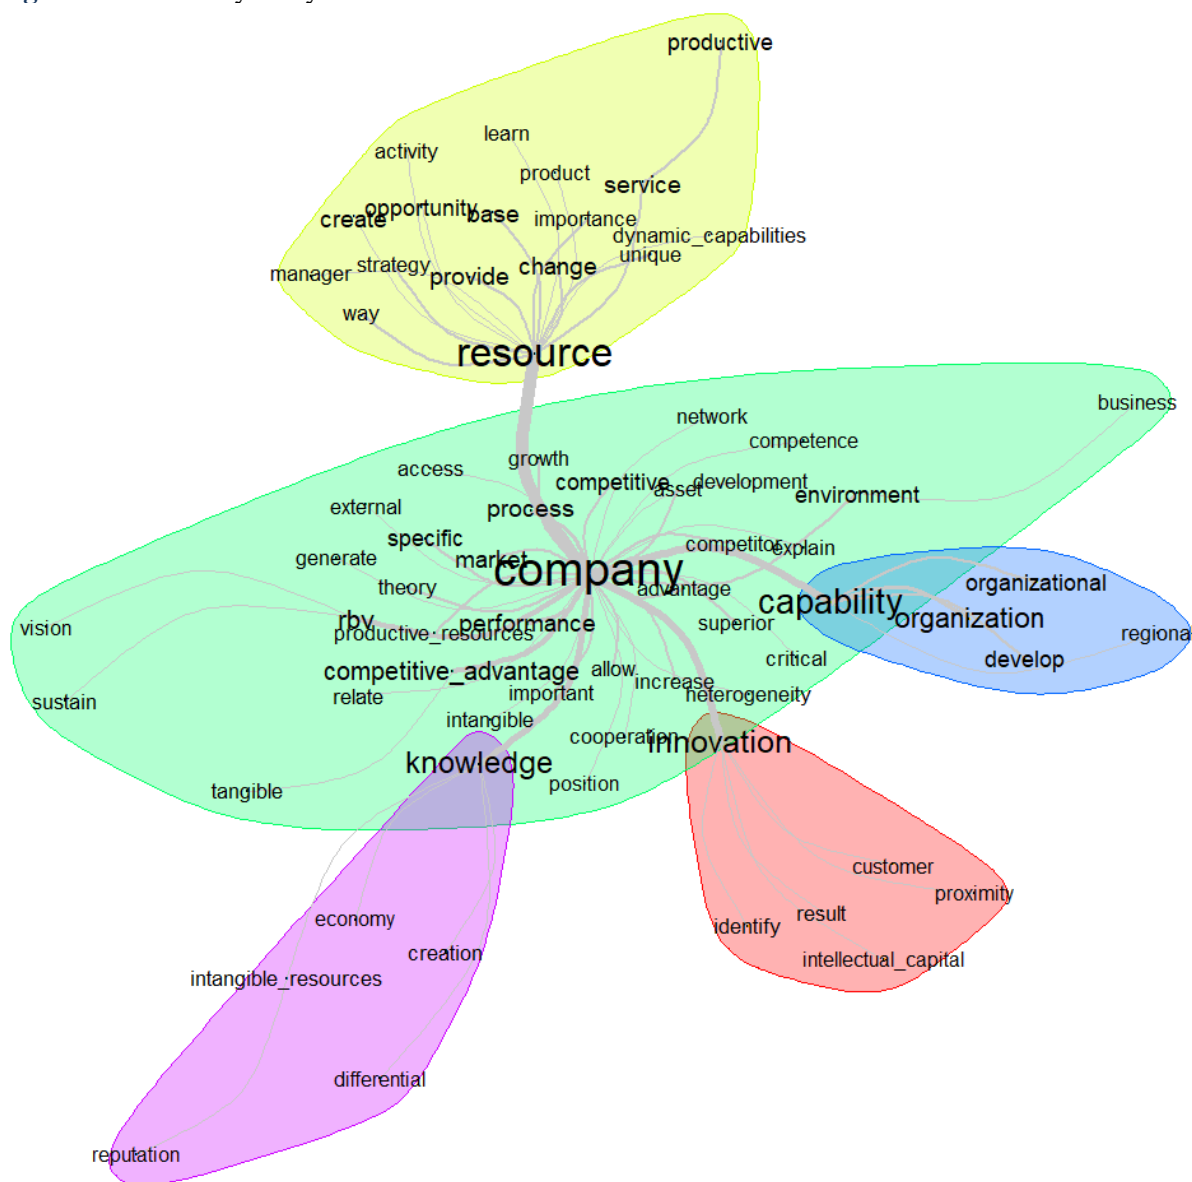 productive
learn
activity
product
service
opportunity
base
create
importance
dynamic_capabilities
unique
change
strategy
manager
provide
way
resource
business
network
competence
growth
access
competitive
development
asset
environment
external
process
specific
competitor
explain
generate
market
company
theory
advantage
capability
organizational
organization
rbv
performance
superior
productive_resources
vision
regiona
critical
develop
competitive_advantage
allow
increase
heterogeneity
relate
important
sustain
intangible
cooperation
innovation
knowledge
position
tangible
customer
proximity
result
economy
identify
creation
intellectual_capital
intangible_resources
differential
reputation